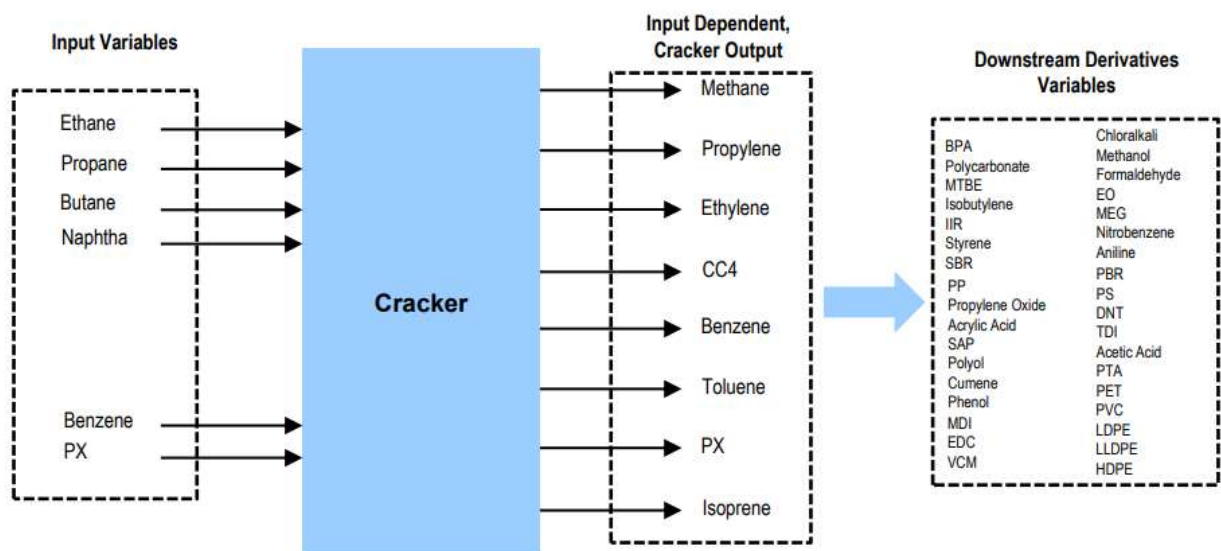 Input Variables
Ethane
Propane
Butane
Naphtha
Benzene
PX
Cracker
Input Dependent,
Cracker Output
Methane
Propylene
Ethylene
CC4
Benzene
Toluene
PX
Isoprene
Downstream Derivatives
Variables
BPA
Polycarbonate
MTBE
Isobutylene
IIR
Styrene
SBR
PP
Propylene Oxide
Acrylic Acid
SAP
Polyol
Cumene
Phenol
MDI
EDC
VCM
Chloralkali
Methanol
Formaldehyde
EO
MEG
Nitrobenzene
Aniline
PBR
PS
DNT
TDI
Acetic Acid
PTA
PET
PVC
LDPE
LLDPE
HDPE